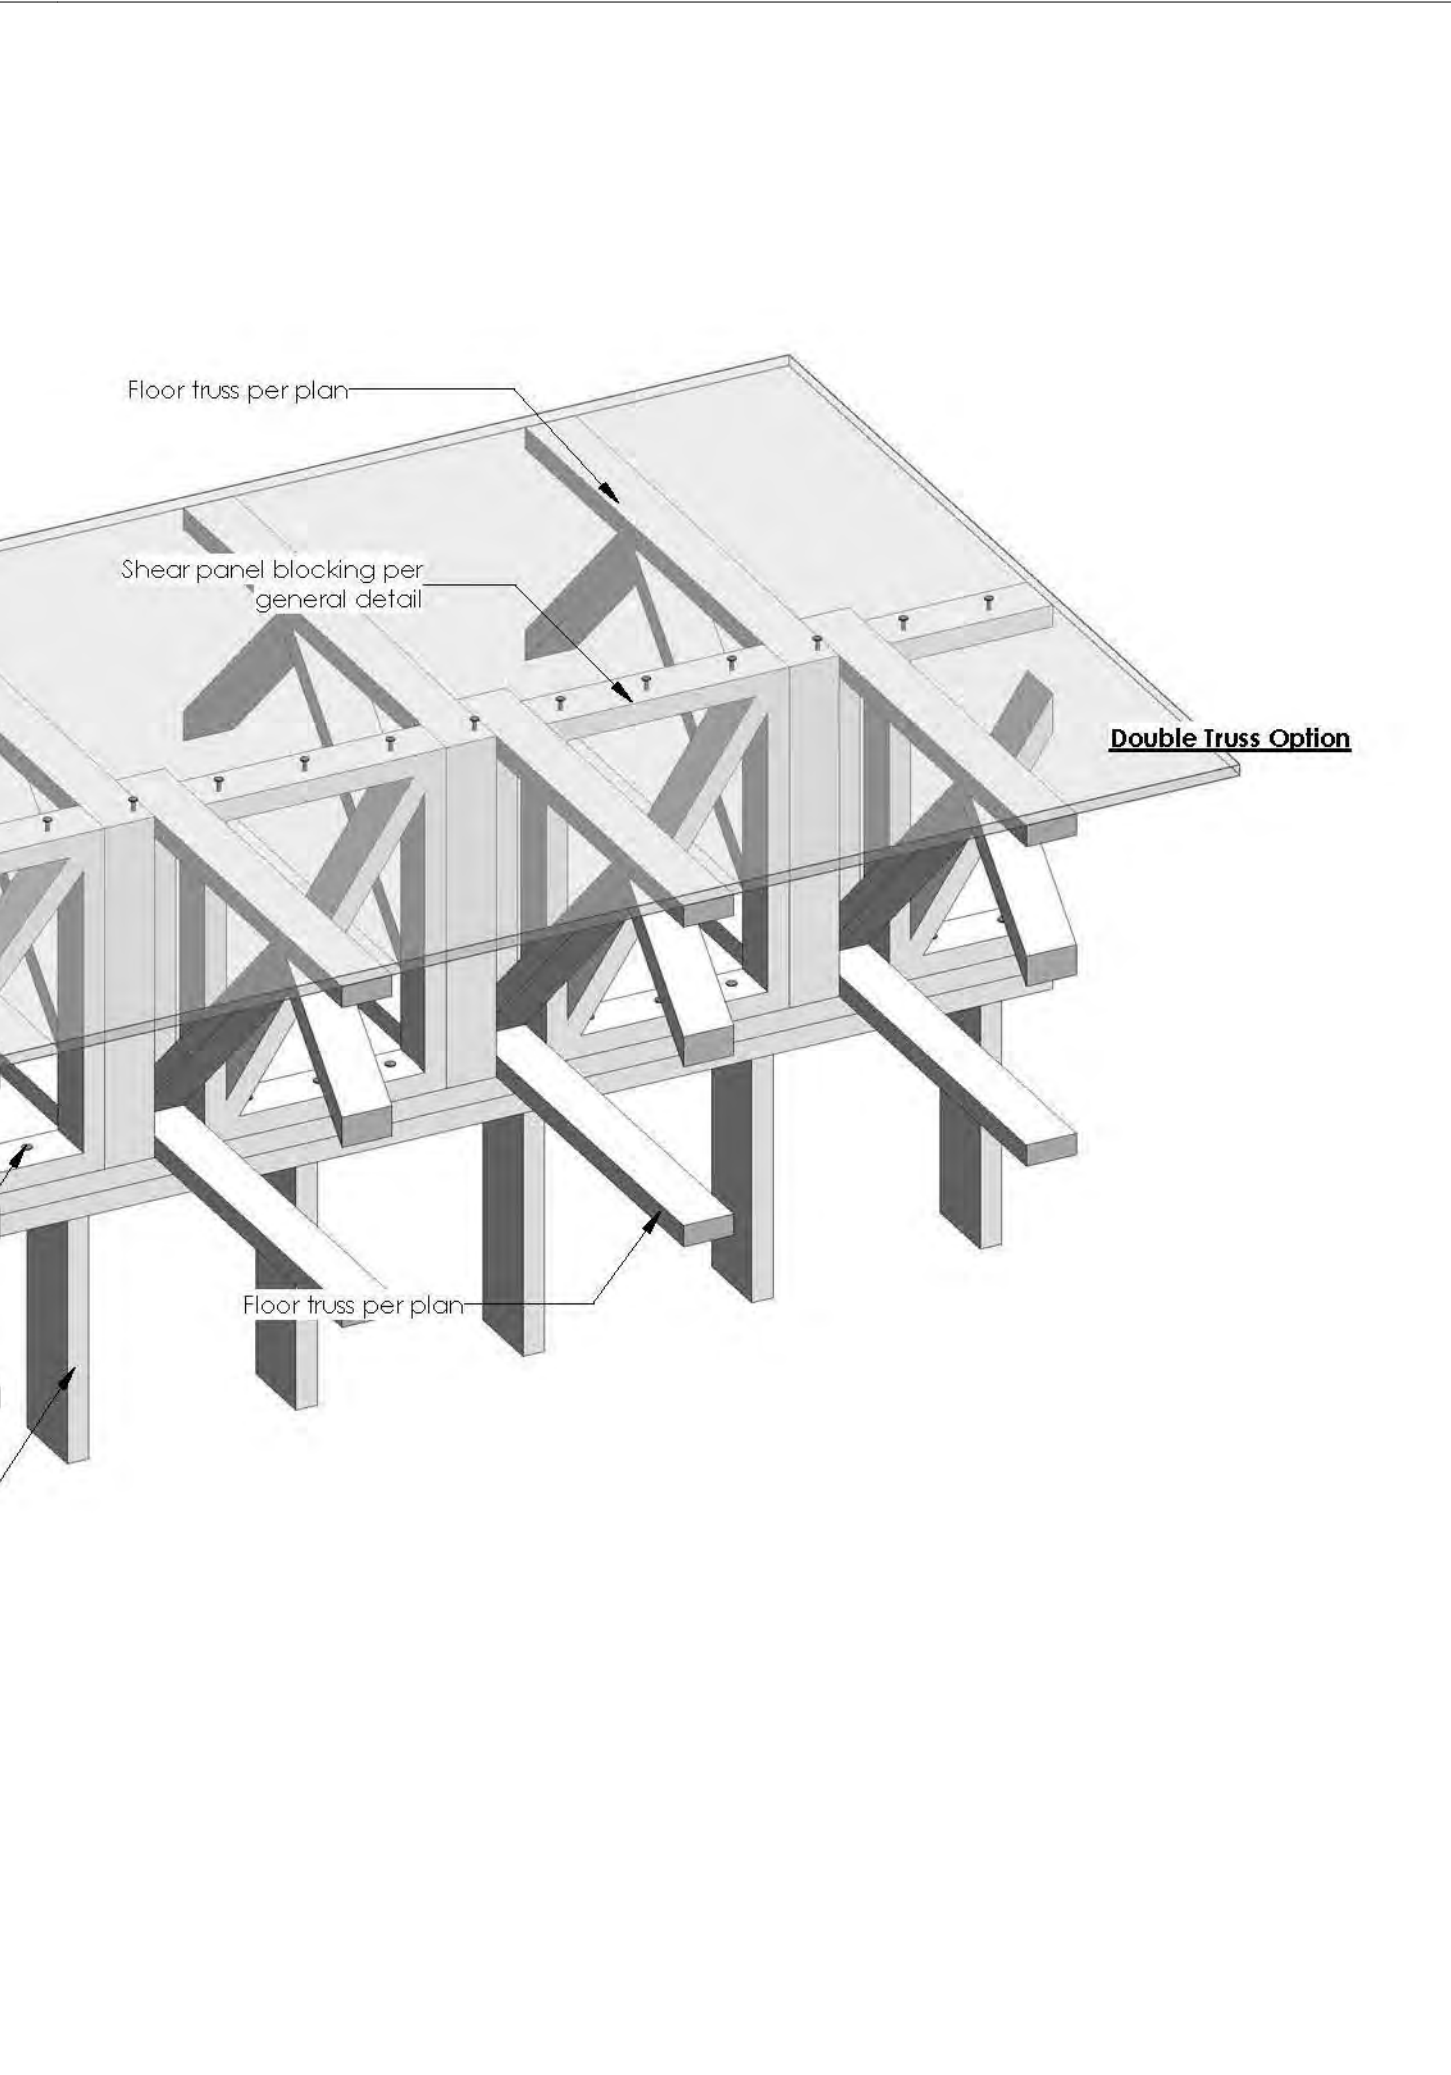 Floor truss per plan
Shear panel blocking per
general detail
Double Truss Option
Floor truss per plan